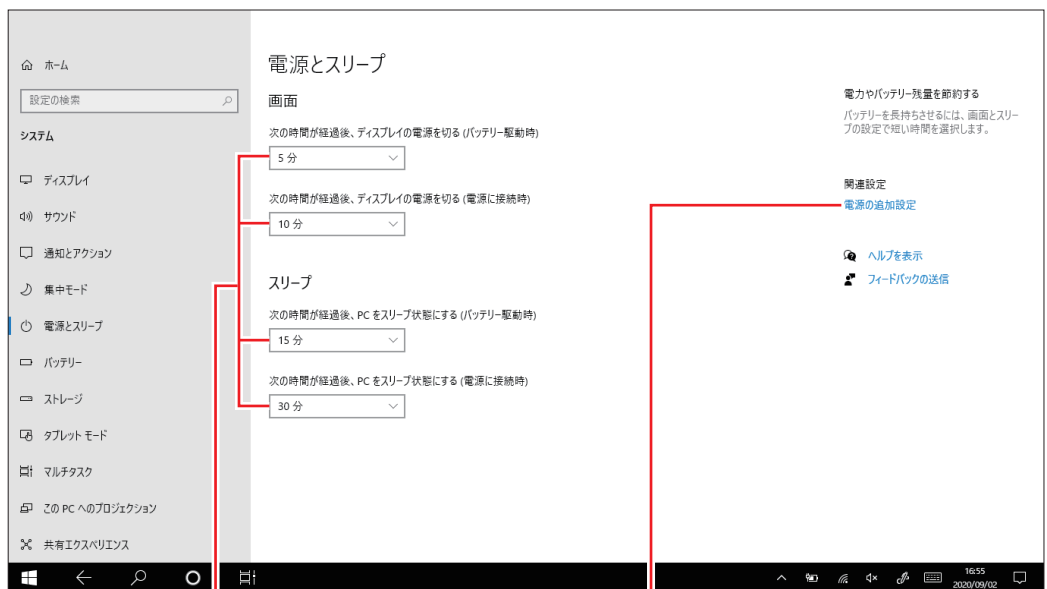 ホーム
設定の検索
システム
ディスプレイ
サウンド
通知とアクション
集中モード
電源とスリープ
バッテリー
ストレージ
タブレット モード
マルチタスク
この PC へのプロジェクション
共有エクスペリエンス
電源とスリープ
画面
次の時間が経過後、ディスプレイの電源を切る (バッテリー駆動時)
5 分
次の時間が経過後、ディスプレイの電源を切る (電源に接続時)
10 分
スリープ
次の時間が経過後、PC をスリープ状態にする (バッテリー駆動時)
15 分
次の時間が経過後、PC をスリープ状態にする (電源に接続時)
30 分
電力やバッテリー残量を節約する
バッテリーを長持ちさせるには、画面とスリー
プの設定で短い時間を選択します。
関連設定
電源の追加設定
ヘルプを表示
フィードバックの送信
16:55
2020/09/02